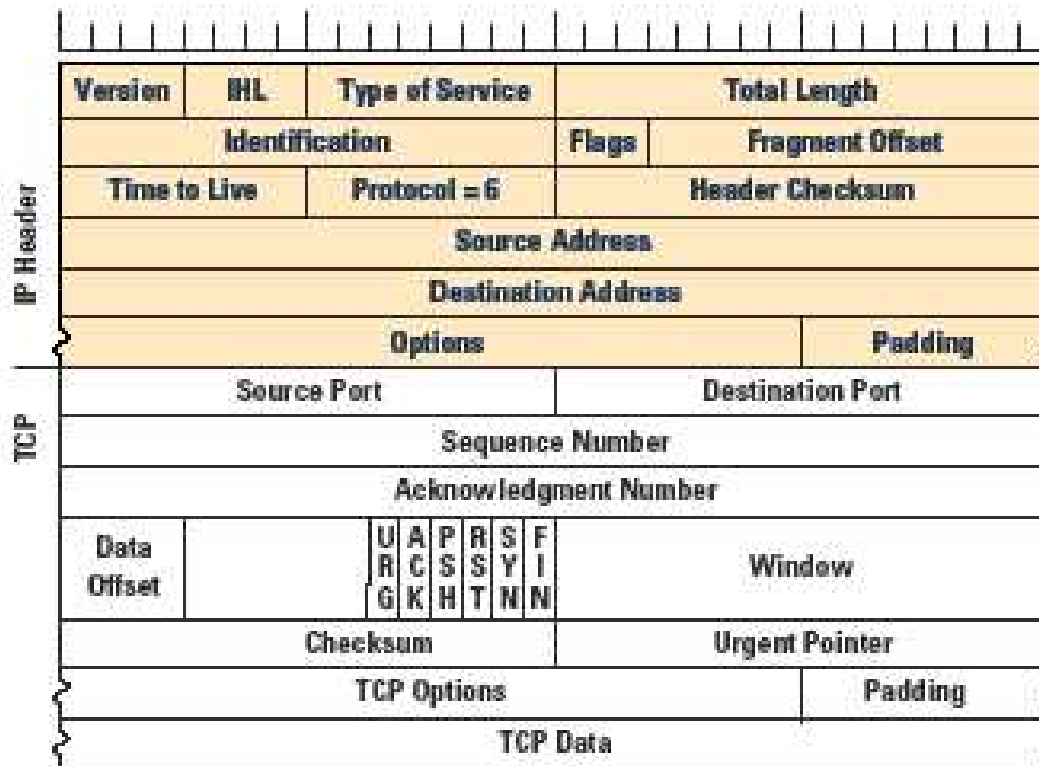 Version IHL Type of Service Total Length
Identification Flags Fragment Offset
Time to Live Protocol = 6 Header Checksum
Source Address
Destination Address
Options Padding
IP Header
Source Port Destination Port
Sequence Number
Acknowledgment Number
Data Offset URG ACK PSH RST SYN FIN Window
Checksum Urgent Pointer
TCP Options Padding
TCP Data
TCP